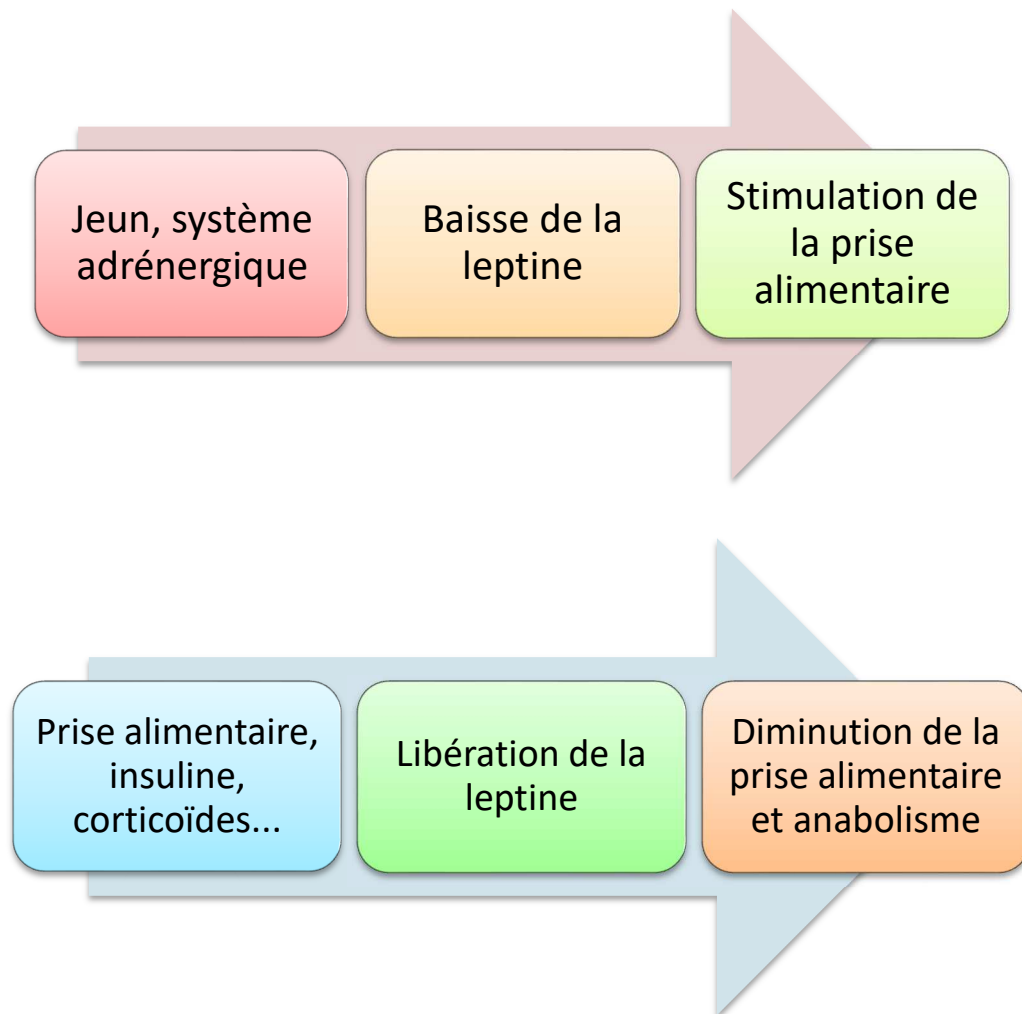 Jeun, système
adrénergique
Baisse de la
leptine
Stimulation de
la prise
alimentaire
Prise alimentaire,
insuline,
corticoïdes...
Libération de la
leptine
Diminution de la
prise alimentaire
et anabolisme